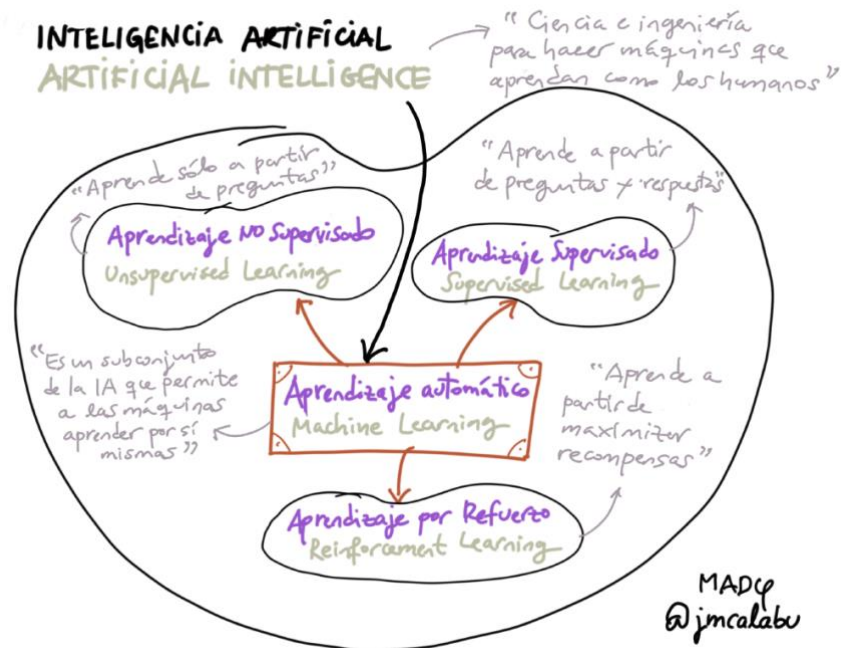 INTELIGENCIA ARTIFICIAL
ARTIFICIAL INTELLIGENCE
"Ciencia e ingeniería
para hacer máquinas que
aprendan como los humanos"
"Aprende sólo a partir
de preguntas"
Aprendizaje NO Supervisado
Unsupervised Learning
"Aprende a partir
de preguntas y respuestas"
Aprendizaje Supervisado
Supervised Learning
"Es un subconjunto
de la IA que permite
a las máquinas
aprender por sí
mismas"
Aprendizaje automático
Machine Learning
"Aprende a
partir de
maximizar
recompensas"
Aprendizaje por Refuerzo
Reinforcament Learning
@jmcalabu